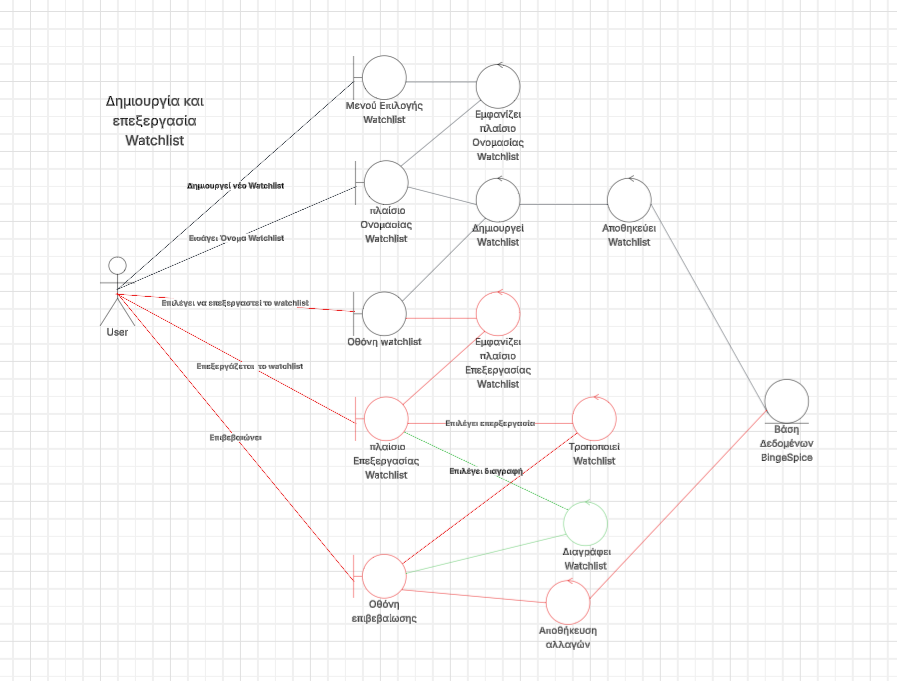 Δημιουργία και
επεξεργασία
Watchlist
Μενού Επιλογής
Watchlist
Εμφανίζει
πλαίσιο
Ονομασίας
Watchlist
Δημιουργεί νέο Watchlist
πλαίσιο
Ονομασίας
Watchlist
Δημιουργεί
Watchlist
Αποθηκεύει
Watchlist
Εισάγει Όνομα Watchlist
User
Επιλέγει να επεξεργαστεί το watchlist
Οθόνη watchlist
Εμφανίζει
πλαίσιο
Επεξεργασίας
Watchlist
Επεξεργάζεται το watchlist
Επιβεβαιώνει
πλαίσιο
Επεξεργασίας
Watchlist
Επιλέγει επερξεργασία
Τροποποιεί
Watchlist
Βάση
Δεδομένων
BingeSpice
Επιλέγει διαγραφή
Διαγράφει
Watchlist
Οθόνη
επιβεβαίωσης
Αποθήκευση
αλλαγών